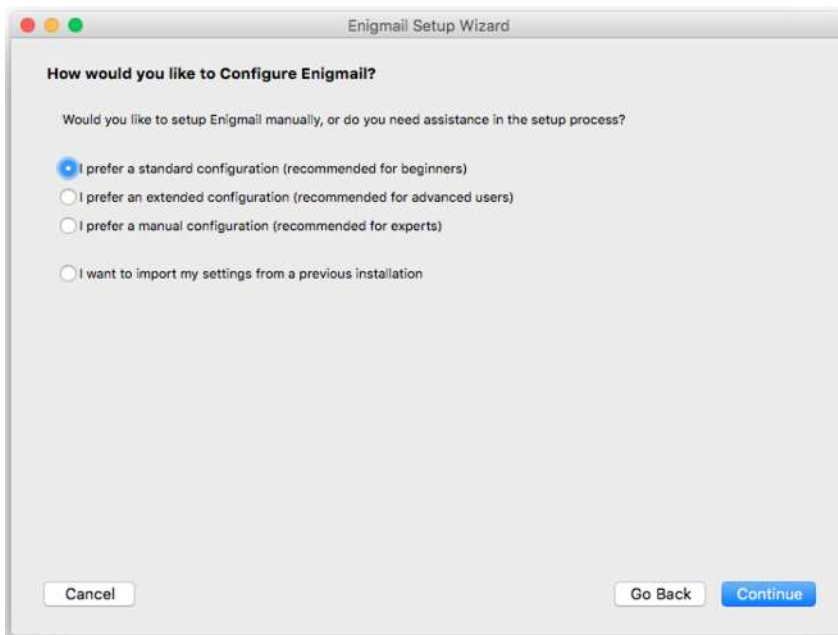 Enigmail Setup Wizard
How would you like to Configure Enigmail?
Would you like to setup Enigmail manually, or do you need assistance in the setup process?
I prefer a standard configuration (recommended for beginners)
I prefer an extended configuration (recommended for advanced users)
I prefer a manual configuration (recommended for experts)
I want to import my settings from a previous installation
Cancel Go Back Continue